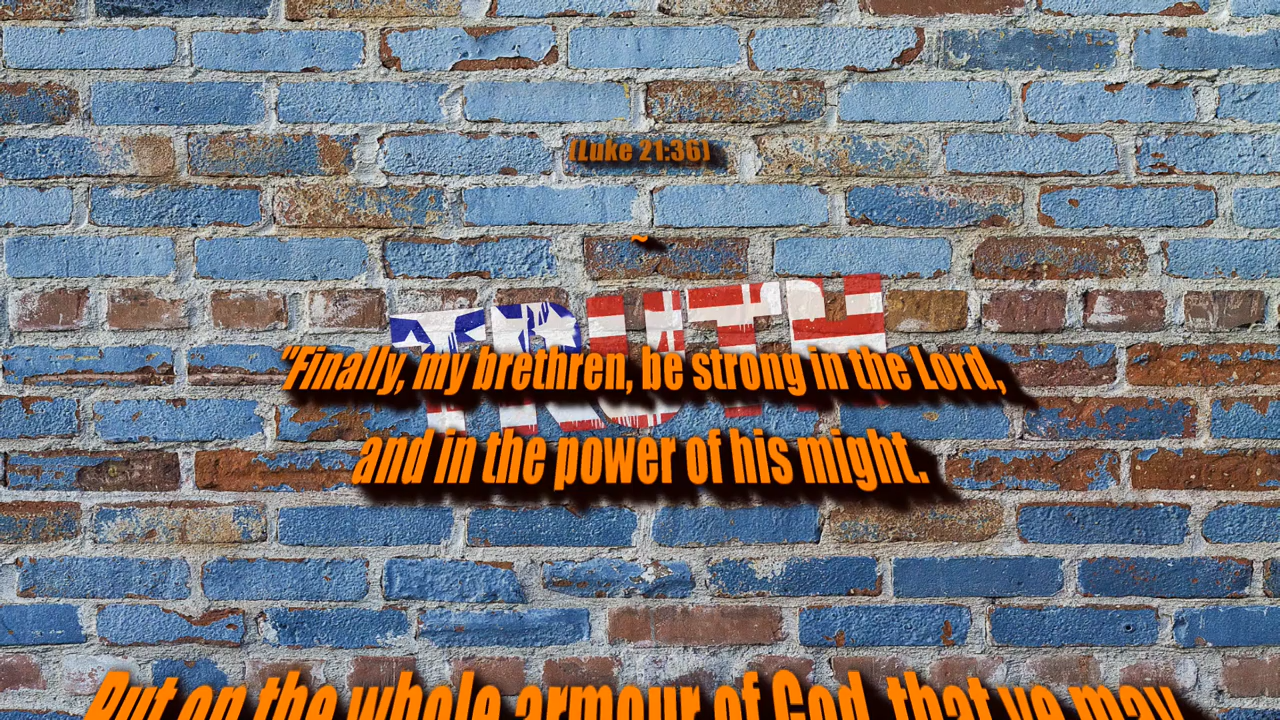 (Luke 21:36)
~
TRUTH
"Finally, my brethren, be strong in the Lord,
and in the power of his might.
Put on the whole armour of God, that ye may